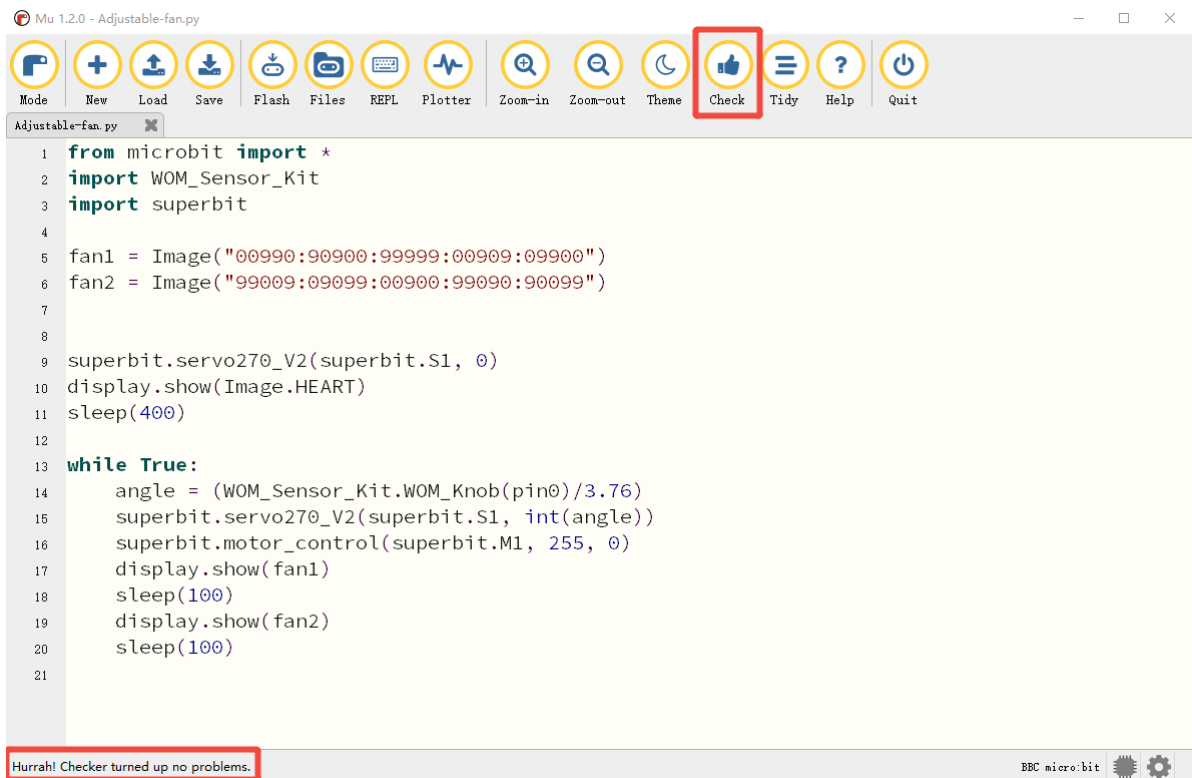 Mu 1.2.0 - Adjustable-fan.py
Mode New Load Save Flash Files REPL Plotter Zoom-in Zoom-out Theme Check Tidy Help Quit
Adjustable-fan.py
1 from microbit import *
2 import WOM_Sensor_Kit
3 import superbit
4
5 fan1 = Image("00990:90900:99999:00909:09900")
6 fan2 = Image("99009:09099:00900:99090:90099")
7
8
9 superbit.servo270_V2(superbit.S1, 0)
10 display.show(Image.HEART)
11 sleep(400)
12
13 while True:
14     angle = (WOM_Sensor_Kit.WOM_Knob(pin0)/3.76)
15     superbit.servo270_V2(superbit.S1, int(angle))
16     superbit.motor_control(superbit.M1, 255, 0)
17     display.show(fan1)
18     sleep(100)
19     display.show(fan2)
20     sleep(100)
21
Hurrah! Checker turned up no problems. BBC micro:bit